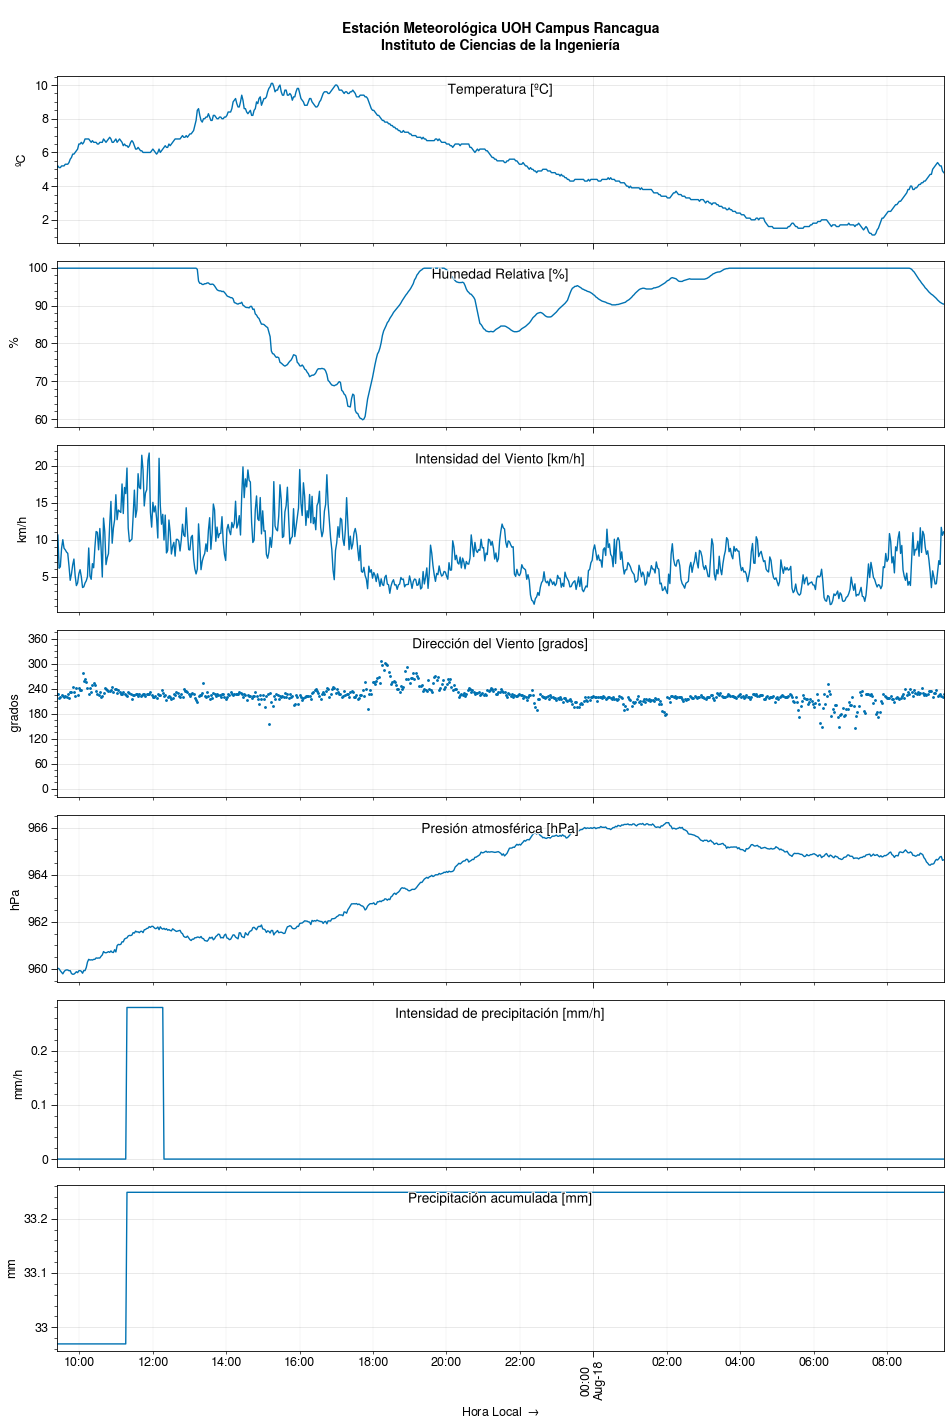 Estación Meteorológica UOH Campus Rancagua
Instituto de Ciencias de la Ingeniería
Temperatura [ºC]
ºC
10
8
6
4
2
Humedad Relativa [%]
%
100
90
80
70
60
Intensidad del Viento [km/h]
km/h
20
15
10
5
Dirección del Viento [grados]
grados
360
300
240
180
120
60
0
Presión atmosférica [hPa]
hPa
966
964
962
960
Intensidad de precipitación [mm/h]
mm/h
0.2
0.1
0
Precipitación acumulada [mm]
mm
33.2
33.1
33
10:00
12:00
14:00
16:00
18:00
20:00
22:00
00:00
Aug-18
02:00
04:00
06:00
08:00
Hora Local →